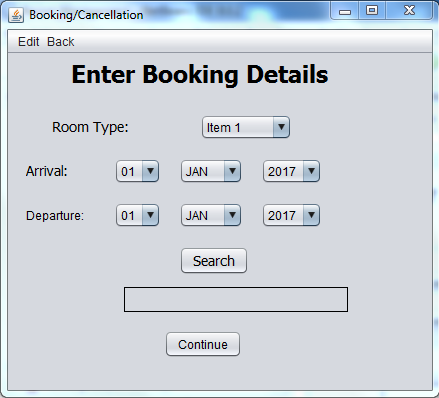 Booking/Cancellation
Edit Back
Enter Booking Details
Room Type: Item 1
Arrival: 01 JAN 2017
Departure: 01 JAN 2017
Search
Continue